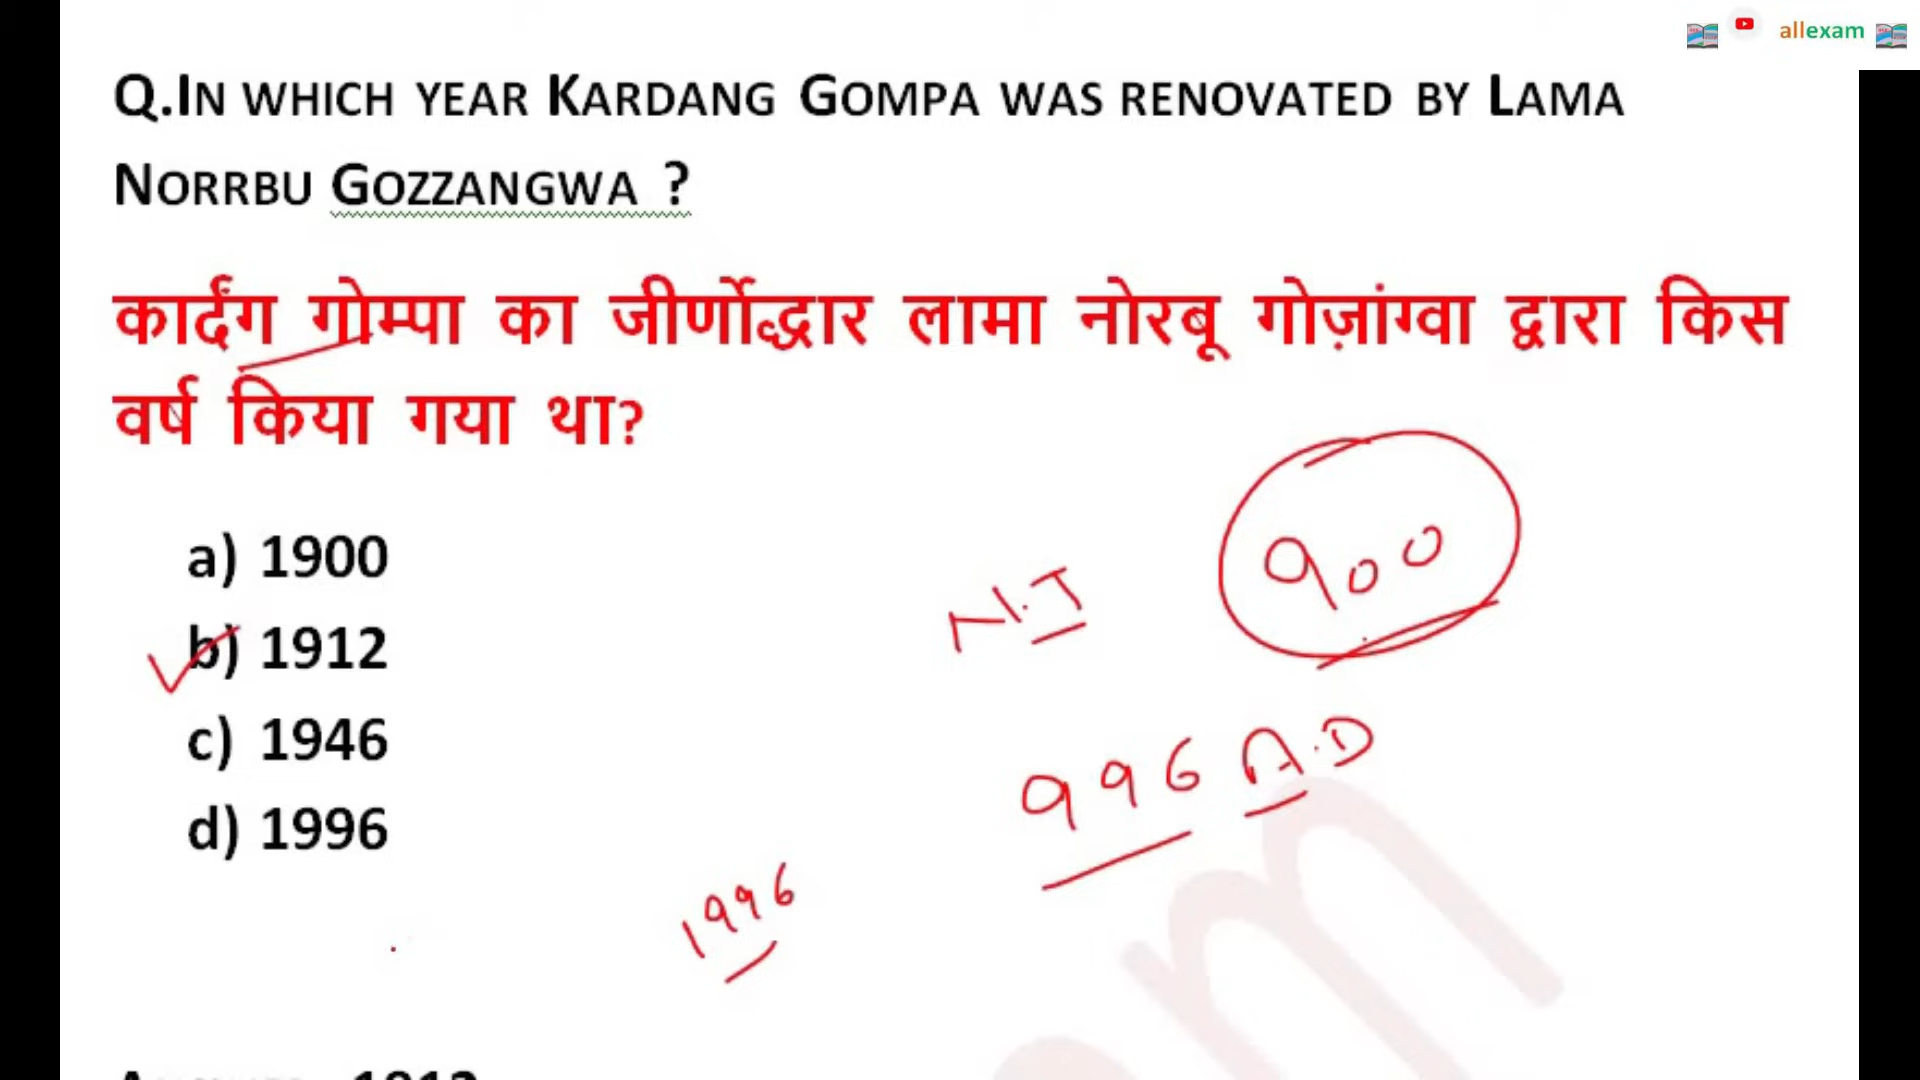 allexam
Q.IN WHICH YEAR KARDANG GOMPA WAS RENOVATED BY LAMA
NORRBU GOZZANGWA ?
कार्दंग गोम्पा का जीर्णोद्धार लामा नोरबू गोज़ांग्वा द्वारा किस
वर्ष किया गया था?
a) 1900
900
N.J
b) 1912
c) 1946
996 A.D
d) 1996
1996
1912